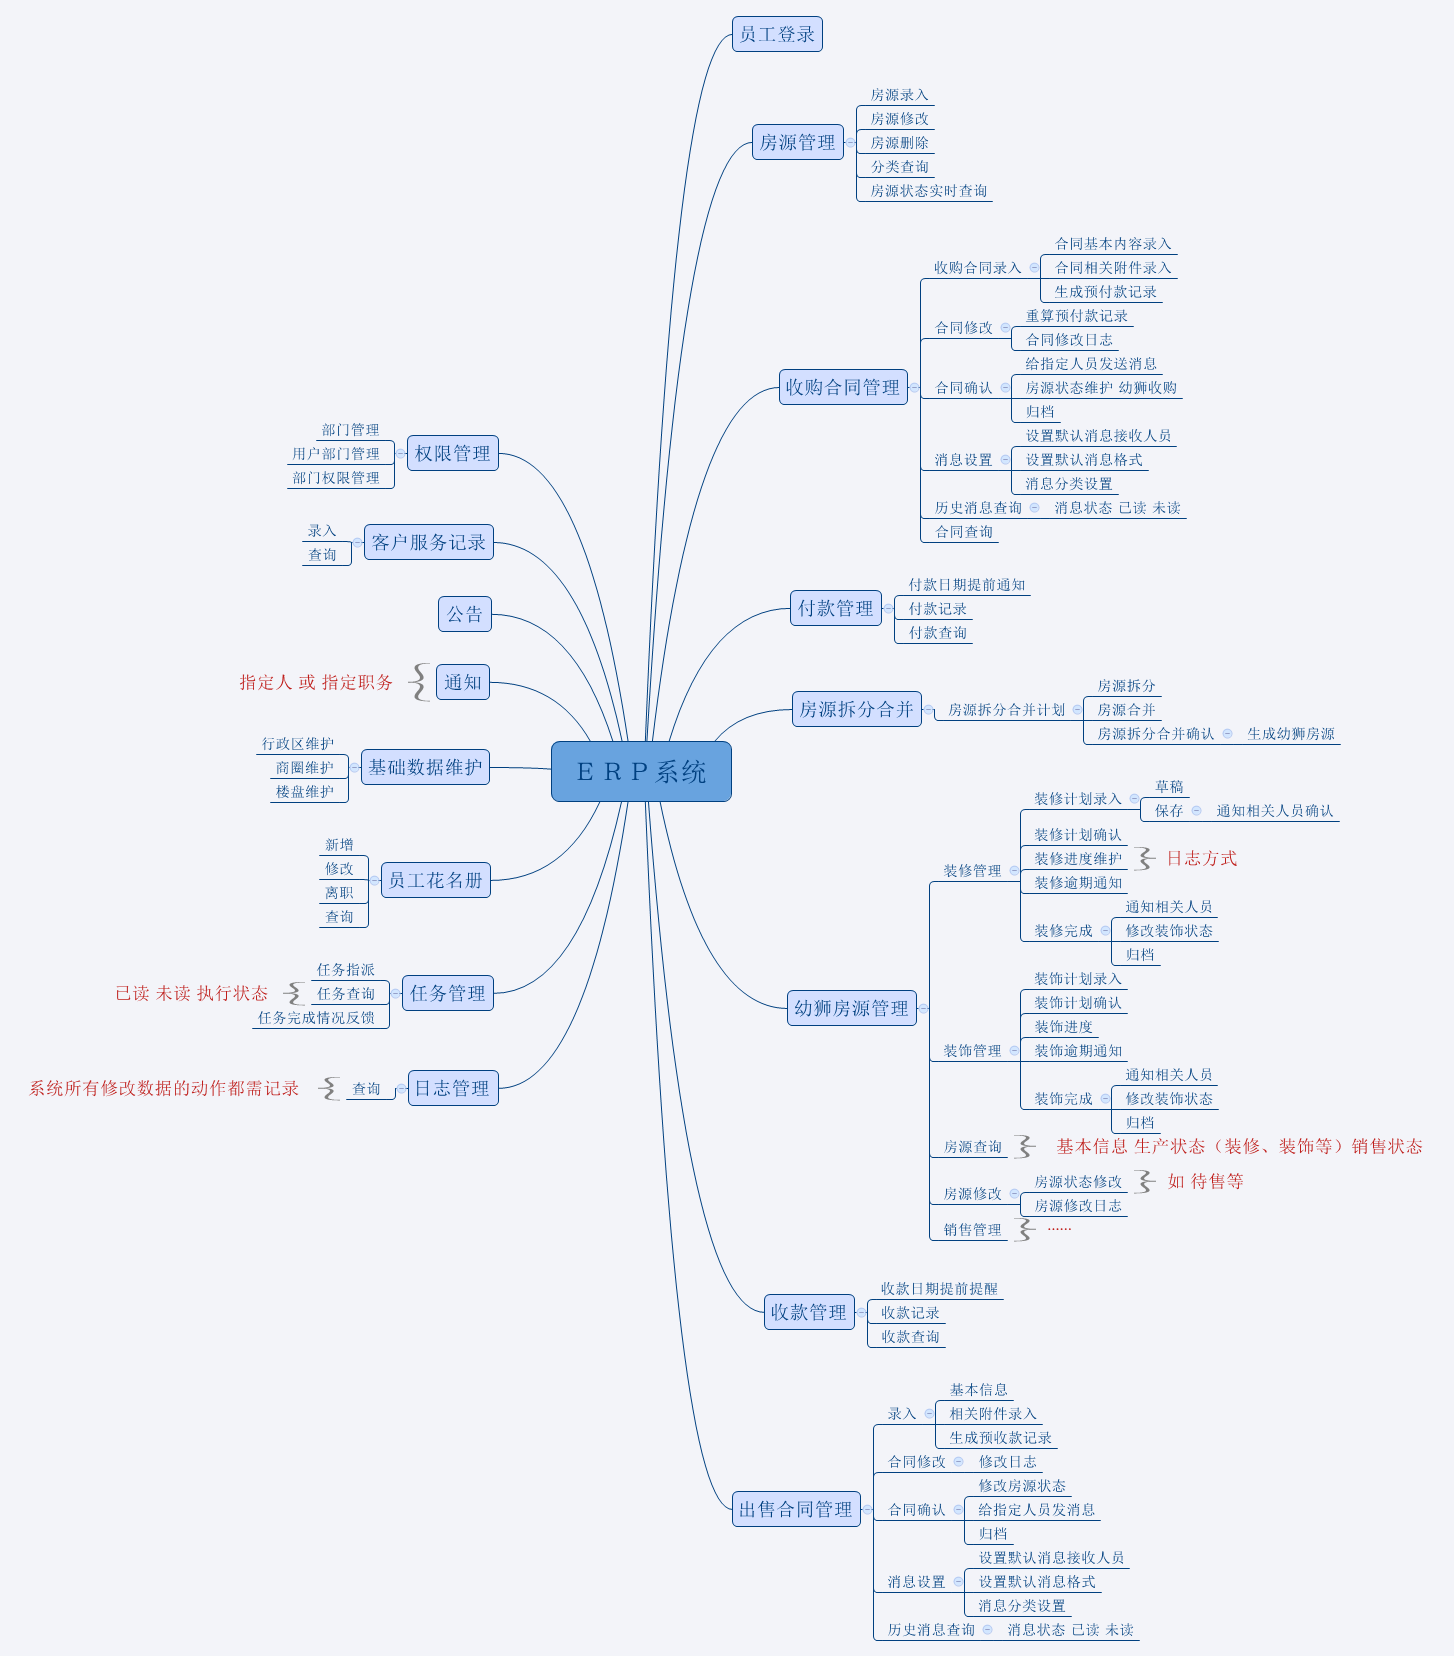 ERP系统
员工登录
房源管理
房源录入
房源修改
房源删除
分类查询
房源状态实时查询
收购合同管理
收购合同录入
合同基本内容录入
合同相关附件录入
生成预付款记录
合同修改
重算预付款记录
合同修改日志
合同确认
给指定人员发送消息
房源状态维护 幼狮收购
归档
消息设置
设置默认消息接收人员
设置默认消息格式
消息分类设置
历史消息查询
消息状态 已读 未读
合同查询
付款管理
付款日期提前通知
付款记录
付款查询
房源拆分合并
房源拆分合并计划
房源拆分
房源合并
房源拆分合并确认
生成幼狮房源
幼狮房源管理
装修管理
装修计划录入
草稿
保存
通知相关人员确认
装修计划确认
装修进度维护
日志方式
装修逾期通知
装修完成
通知相关人员
修改装饰状态
归档
装饰管理
装饰计划录入
装饰计划确认
装饰进度
装饰逾期通知
装饰完成
通知相关人员
修改装饰状态
归档
房源查询
基本信息 生产状态（装修、装饰等）销售状态
房源修改
房源状态修改
如 待售等
房源修改日志
销售管理
......
收款管理
收款日期提前提醒
收款记录
收款查询
出售合同管理
录入
基本信息
相关附件录入
生成预收款记录
合同修改
修改日志
合同确认
修改房源状态
给指定人员发消息
归档
消息设置
设置默认消息接收人员
设置默认消息格式
消息分类设置
历史消息查询
消息状态 已读 未读
权限管理
部门管理
用户部门管理
部门权限管理
客户服务记录
录入
查询
公告
通知
指定人 或 指定职务
基础数据维护
行政区维护
商圈维护
楼盘维护
员工花名册
新增
修改
离职
查询
任务管理
任务指派
任务查询
已读 未读 执行状态
任务完成情况反馈
日志管理
查询
系统所有修改数据的动作都需记录